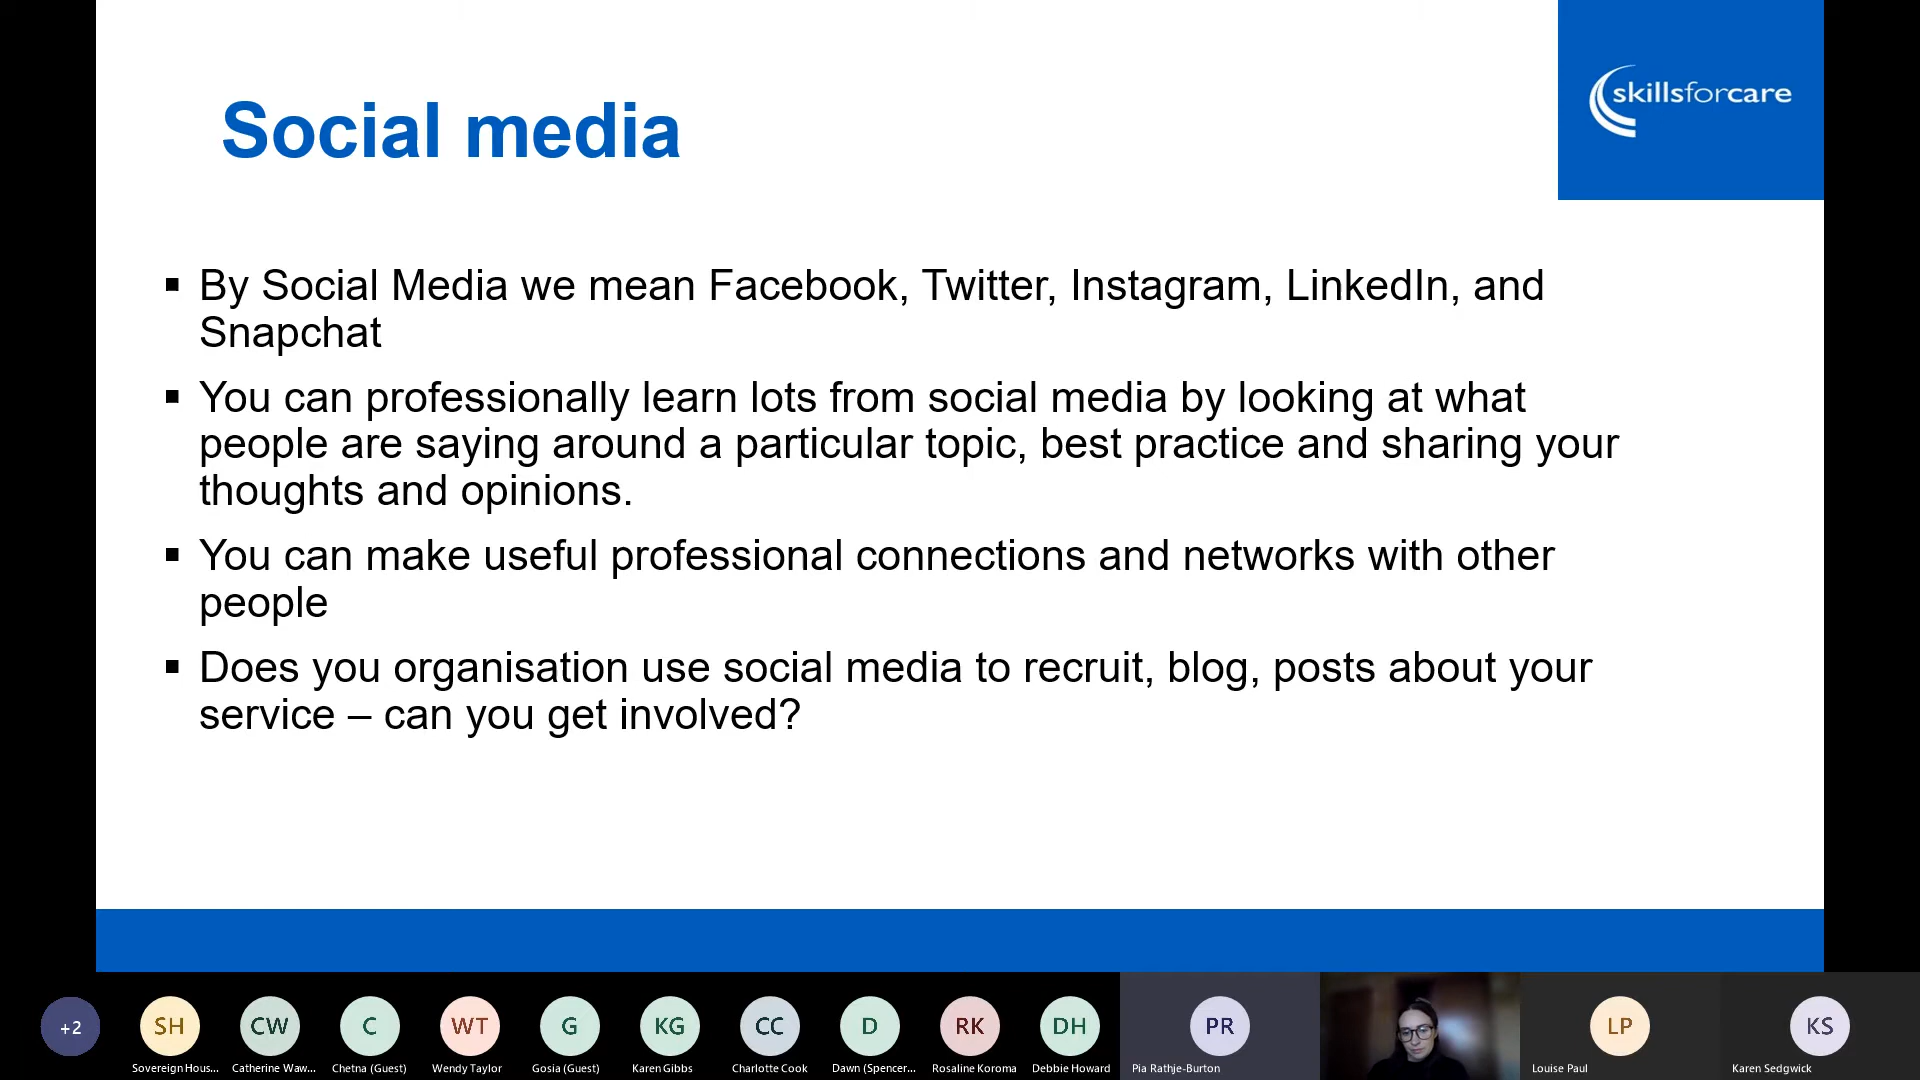 Social media
skillsforcare
▪ By Social Media we mean Facebook, Twitter, Instagram, LinkedIn, and
Snapchat
▪ You can professionally learn lots from social media by looking at what
people are saying around a particular topic, best practice and sharing your
thoughts and opinions.
▪ You can make useful professional connections and networks with other
people
▪ Does you organisation use social media to recruit, blog, posts about your
service – can you get involved?
+2
SH
CW
C
WT
G
KG
CC
D
RK
DH
PR
LP
KS
Sovereign Hous...
Catherine Waw...
Chetna (Guest)
Wendy Taylor
Gosia (Guest)
Karen Gibbs
Charlotte Cook
Dawn (Spencer...
Rosaline Koroma
Debbie Howard
Pia Rathje-Burton
Louise Paul
Karen Sedgwick